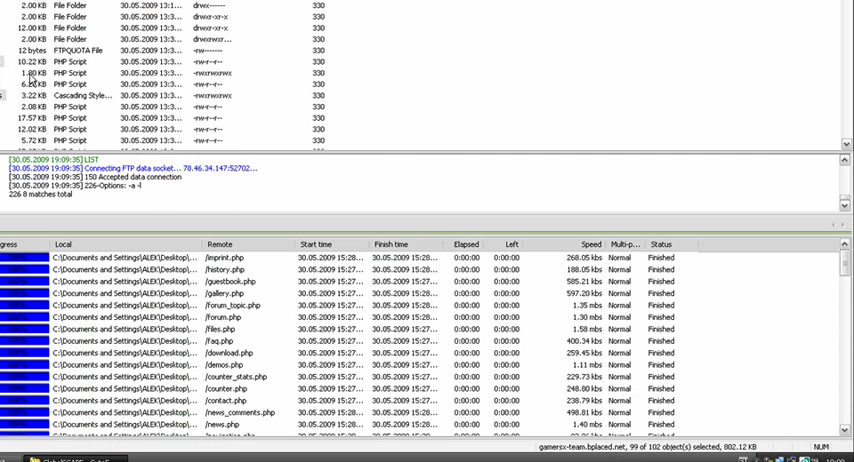 2.00 KB File Folder 30.05.2009 13:1... drwx------ 330
2.00 KB File Folder 30.05.2009 13:3... drwxr-xr-x 330
12.00 KB File Folder 30.05.2009 13:3... drwxr-xr-x 330
2.00 KB File Folder 30.05.2009 13:3... drwxrwxr... 330
12 bytes FTPQUOTA File 30.05.2009 13:3... -rw------- 330
10.22 KB PHP Script 30.05.2009 13:3... -rw-r--r-- 330
KB PHP Script 30.05.2009 13:3... -rwxrwxrwx 330
KB PHP Script 30.05.2009 13:3... -rw-r--r-- 330
3.22 KB Cascading Style... 30.05.2009 13:3... -rwxrwxrwx 330
2.08 KB PHP Script 30.05.2009 13:3... -rw-r--r-- 330
17.57 KB PHP Script 30.05.2009 13:3... -rw-r--r-- 330
12.02 KB PHP Script 30.05.2009 13:3... -rw-r--r-- 330
5.72 KB PHP Script 30.05.2009 13:3... -rw-r--r-- 330
[30.05.2009 19:09:35] LIST
[30.05.2009 19:09:35] Connecting FTP data socket... 78.46.34.147:52702...
[30.05.2009 19:09:35] 150 Accepted data connection
[30.05.2009 19:09:35] 226-Options: -a -l
226 8 matches total
gress Local Remote Start time Finish time Elapsed Left Speed Multi-p... Status
C:\Documents and Settings\ALEX\Desktop\... /imprint.php 30.05.2009 15:28... 30.05.2009 15:28... 0:00:00 0:00:00 268.05 kbs Normal Finished
C:\Documents and Settings\ALEX\Desktop\... /history.php 30.05.2009 15:28... 30.05.2009 15:28... 0:00:00 0:00:00 188.05 kbs Normal Finished
C:\Documents and Settings\ALEX\Desktop\... /guestbook.php 30.05.2009 15:28... 30.05.2009 15:28... 0:00:00 0:00:00 585.21 kbs Normal Finished
C:\Documents and Settings\ALEX\Desktop\... /gallery.php 30.05.2009 15:27... 30.05.2009 15:28... 0:00:00 0:00:00 597.20 kbs Normal Finished
C:\Documents and Settings\ALEX\Desktop\... /forum_topic.php 30.05.2009 15:27... 30.05.2009 15:27... 0:00:00 0:00:00 1.35 mbs Normal Finished
C:\Documents and Settings\ALEX\Desktop\... /forum.php 30.05.2009 15:27... 30.05.2009 15:27... 0:00:00 0:00:00 1.30 mbs Normal Finished
C:\Documents and Settings\ALEX\Desktop\... /files.php 30.05.2009 15:27... 30.05.2009 15:27... 0:00:00 0:00:00 1.58 mbs Normal Finished
C:\Documents and Settings\ALEX\Desktop\... /faq.php 30.05.2009 15:27... 30.05.2009 15:27... 0:00:00 0:00:00 400.34 kbs Normal Finished
C:\Documents and Settings\ALEX\Desktop\... /download.php 30.05.2009 15:27... 30.05.2009 15:27... 0:00:00 0:00:00 259.45 kbs Normal Finished
C:\Documents and Settings\ALEX\Desktop\... /demos.php 30.05.2009 15:27... 30.05.2009 15:27... 0:00:00 0:00:00 1.11 mbs Normal Finished
C:\Documents and Settings\ALEX\Desktop\... /counter_stats.php 30.05.2009 15:27... 30.05.2009 15:27... 0:00:00 0:00:00 229.73 kbs Normal Finished
C:\Documents and Settings\ALEX\Desktop\... /counter.php 30.05.2009 15:27... 30.05.2009 15:27... 0:00:00 0:00:00 248.80 kbs Normal Finished
C:\Documents and Settings\ALEX\Desktop\... /contact.php 30.05.2009 15:27... 30.05.2009 15:27... 0:00:00 0:00:00 238.79 kbs Normal Finished
C:\Documents and Settings\ALEX\Desktop\... /news_comments.php 30.05.2009 15:28... 30.05.2009 15:28... 0:00:00 0:00:00 498.81 kbs Normal Finished
C:\Documents and Settings\ALEX\Desktop\... /news.php 30.05.2009 15:28... 30.05.2009 15:28... 0:00:00 0:00:00 1.40 mbs Normal Finished
gamersx-team.bplaced.net, 99 of 102 object(s) selected, 802.12 KB NUM